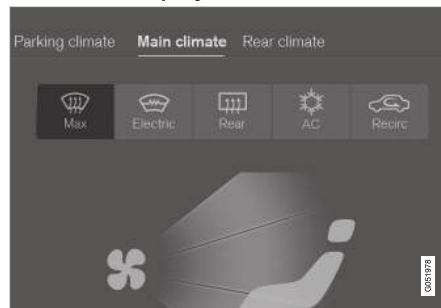 Parking climate Main climate Rear climate
Max Electric Rear AC Recirc
G051978